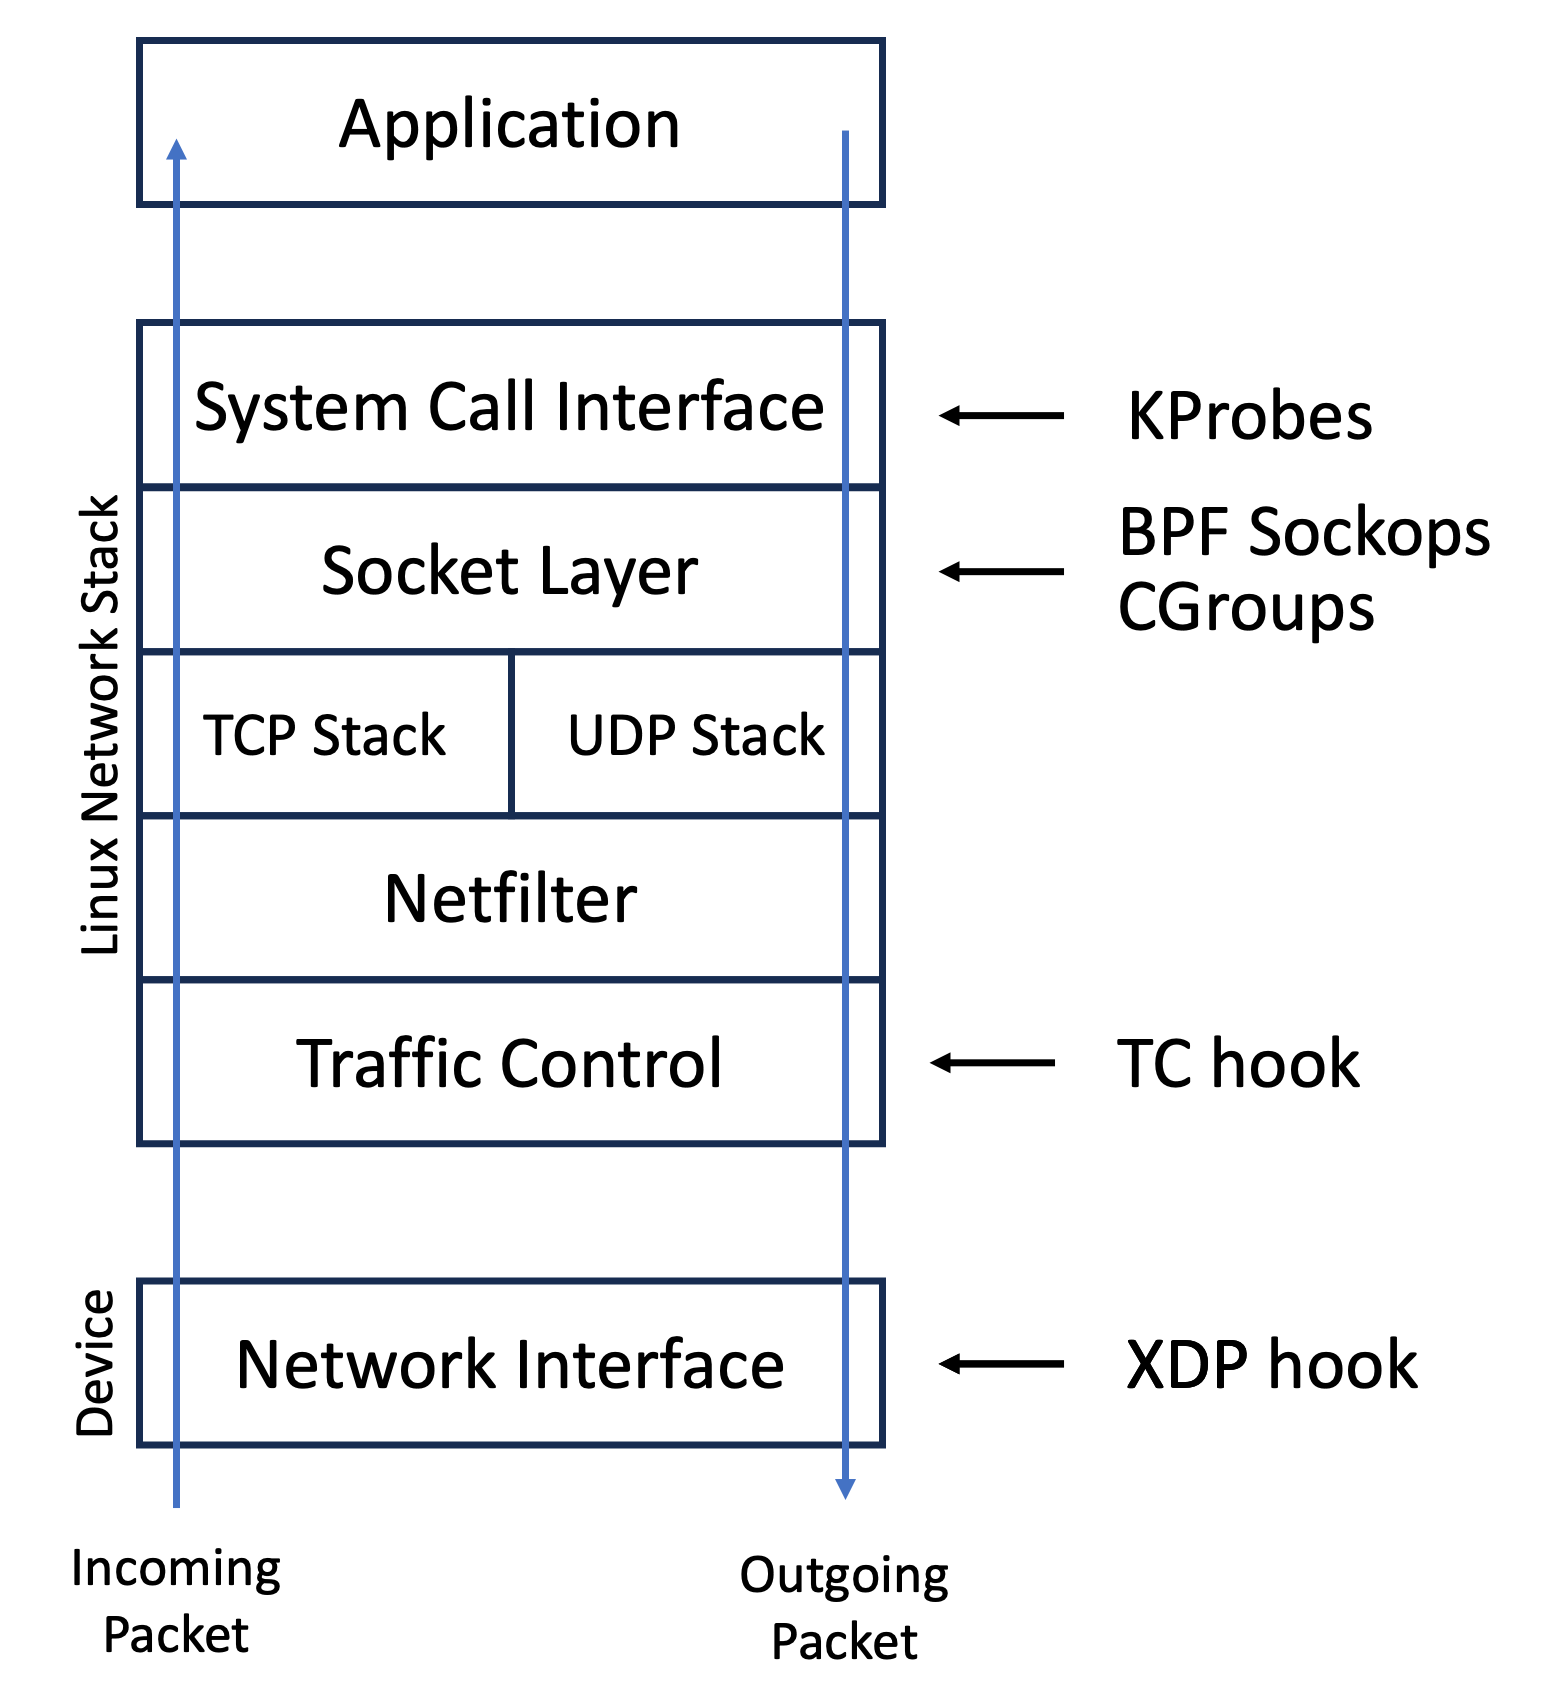 Application
System Call Interface
KProbes
Socket Layer
BPF Sockops
CGroups
TCP Stack
UDP Stack
Netfilter
Traffic Control
TC hook
Linux Network Stack
Network Interface
XDP hook
Device
Incoming
Packet
Outgoing
Packet